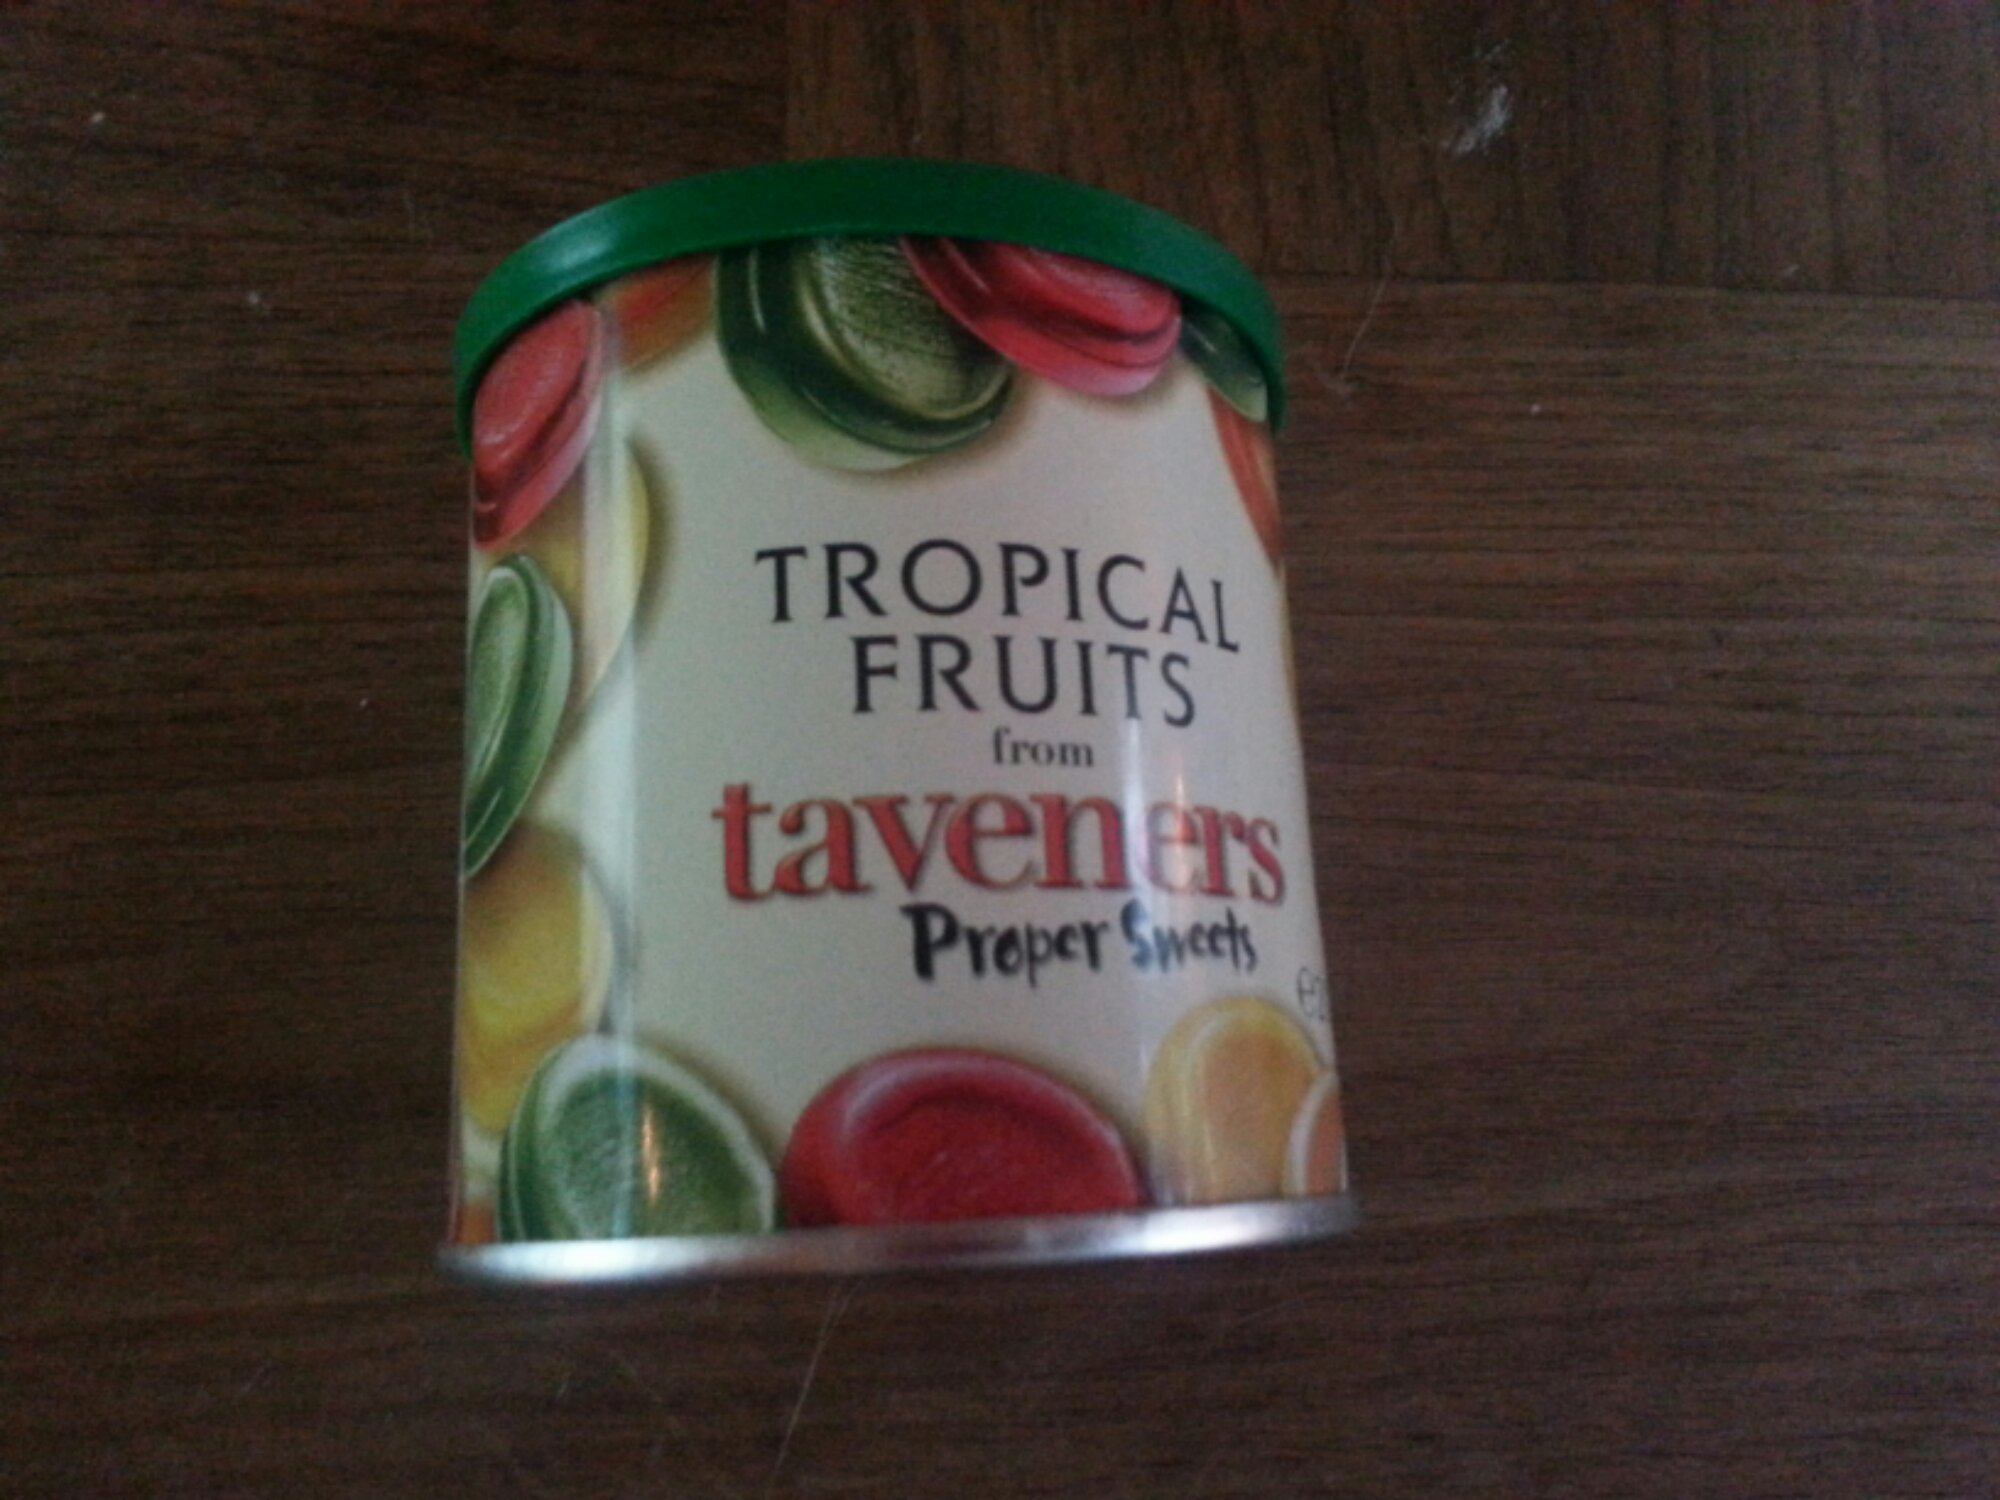 TROPICAL
FRUITS
from
taveners
Proper Sweets